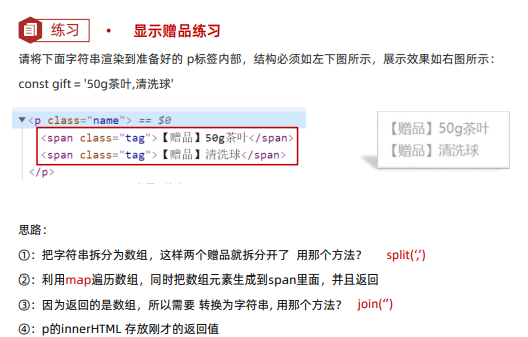 练习 • 显示赠品练习
请将下面字符串渲染到准备好的 p标签内部，结构必须如左下图所示，展示效果如右图所示：
const gift = '50g茶叶,清洗球'
▼<p class="name"> == $0
<span class="tag">【赠品】50g茶叶</span>
<span class="tag">【赠品】清洗球</span>
</p>
【赠品】50g茶叶
【赠品】清洗球
思路：
①：把字符串拆分为数组，这样两个赠品就拆分开了 用那个方法？ split(',')
②：利用map遍历数组，同时把数组元素生成到span里面，并且返回
③：因为返回的是数组，所以需要 转换为字符串, 用那个方法？ join('')
④：p的innerHTML 存放刚才的返回值